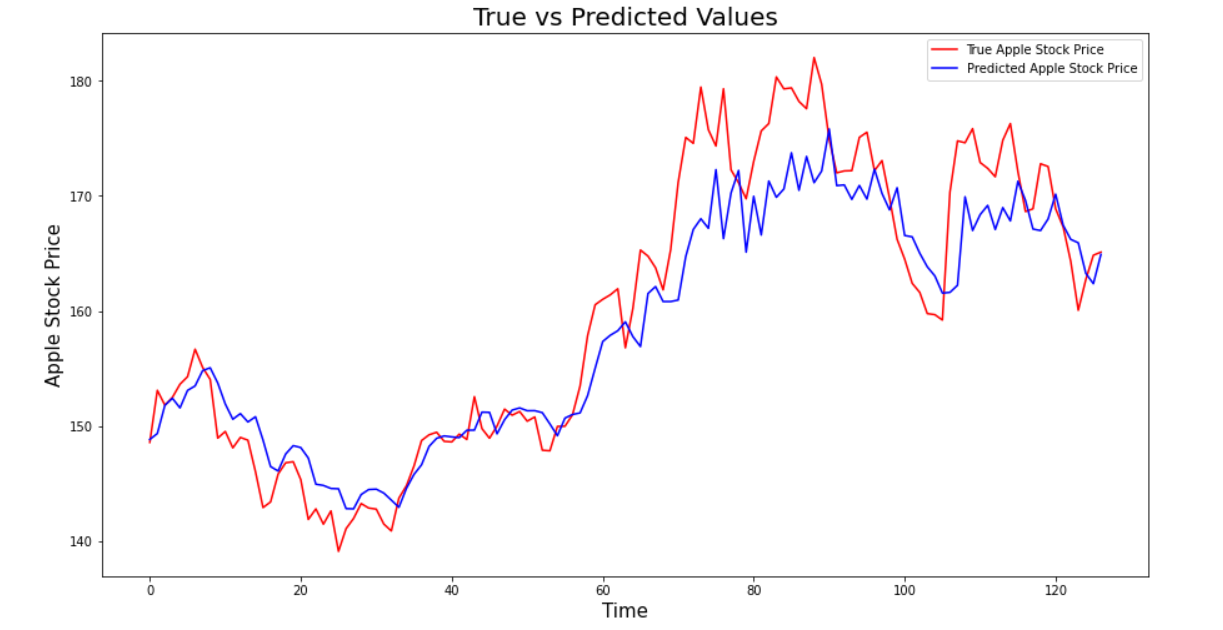 True vs Predicted Values
True Apple Stock Price
Predicted Apple Stock Price
Apple Stock Price
180
170
160
150
140
0 20 40 60 80 100 120
Time